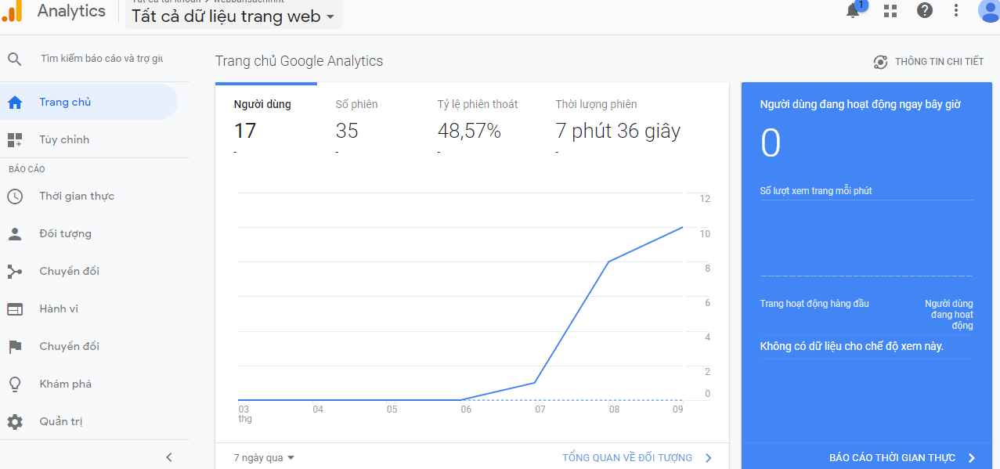 Analytics
Tất cả tài khoản > webbansachnht
Tất cả dữ liệu trang web
1
Tìm kiếm báo cáo và trợ giú
Trang chủ
Tùy chỉnh
BÁO CÁO
Thời gian thực
Đối tượng
Chuyển đổi
Hành vi
Chuyển đổi
Khám phá
Quản trị
Trang chủ Google Analytics
THÔNG TIN CHI TIẾT
Người dùng
17
-
Số phiên
35
-
Tỷ lệ phiên thoát
48,57%
-
Thời lượng phiên
7 phút 36 giây
-
12
10
8
6
4
2
0
03
thg
04
05
06
07
08
09
7 ngày qua
TỔNG QUAN VỀ ĐỐI TƯỢNG
Người dùng đang hoạt động ngay bây giờ
0
Số lượt xem trang mỗi phút
Trang hoạt động hàng đầu
Người dùng
đang hoạt
động
Không có dữ liệu cho chế độ xem này.
BÁO CÁO THỜI GIAN THỰC